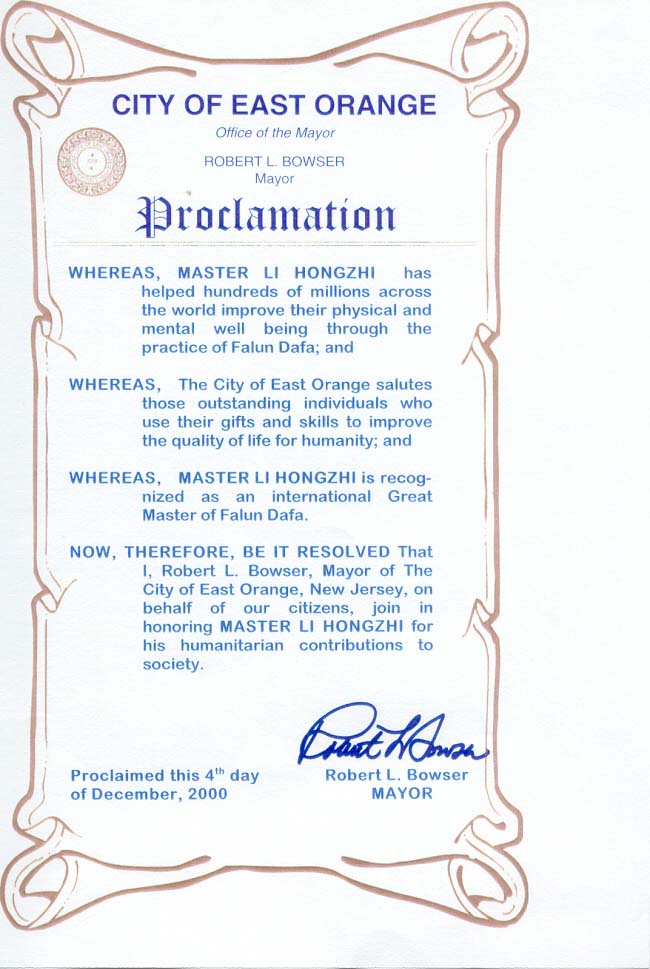 CITY OF EAST ORANGE
Office of the Mayor
ROBERT L. BOWSER
Mayor
Proclamation
WHEREAS, MASTER LI HONGZHI has
helped hundreds of millions across
the world improve their physical and
mental well being through the
practice of Falun Dafa; and
WHEREAS, The City of East Orange salutes
those outstanding individuals who
use their gifts and skills to improve
the quality of life for humanity; and
WHEREAS, MASTER LI HONGZHI is recog-
nized as an international Great
Master of Falun Dafa.
NOW, THEREFORE, BE IT RESOLVED That
I, Robert L. Bowser, Mayor of The
City of East Orange, New Jersey, on
behalf of our citizens, join in
honoring MASTER LI HONGZHI for
his humanitarian contributions to
society.
Robert L Bowser
Proclaimed this 4th day
of December, 2000
Robert L. Bowser
MAYOR